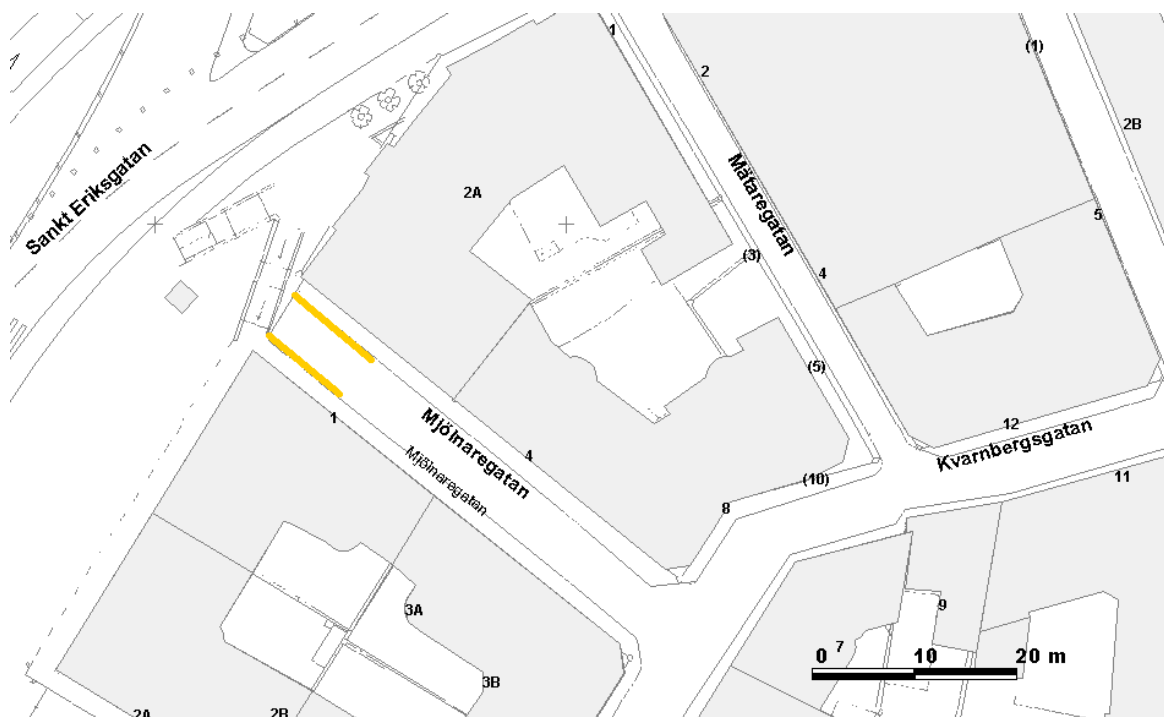 1
2
(1)
2B
Sankt Eriksgatan
2A
Mätaregatan
5
(3)
4
(5)
1
Mjölnaregatan
Mjölnaregatan
4
12
Kvarnbergsgatan
(10)
11
8
3A
9
0 7 10 20 m
3B
2A
2B